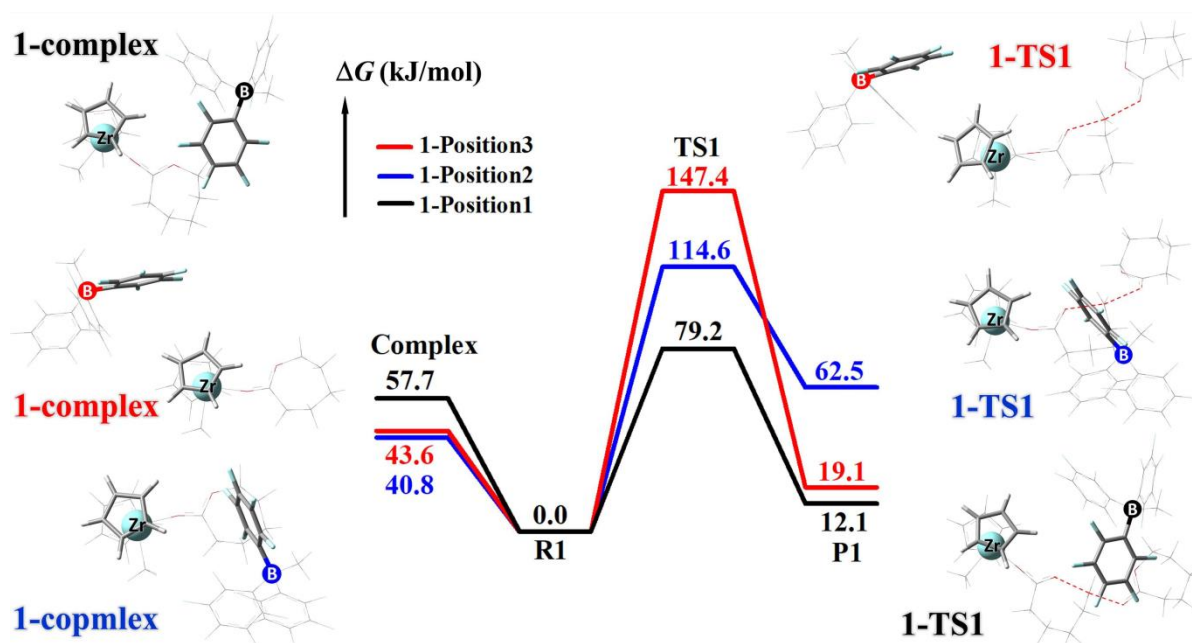 1-complex
B
Zr
ΔG (kJ/mol)
1-Position3
1-Position2
1-Position1
1-TS1
B
Zr
TS1
147.4
114.6
79.2
B
Zr
1-complex
Complex
57.7
43.6
40.8
0.0
R1
62.5
19.1
12.1
P1
Zr
B
1-TS1
Zr
B
1-copmlex
B
Zr
1-TS1